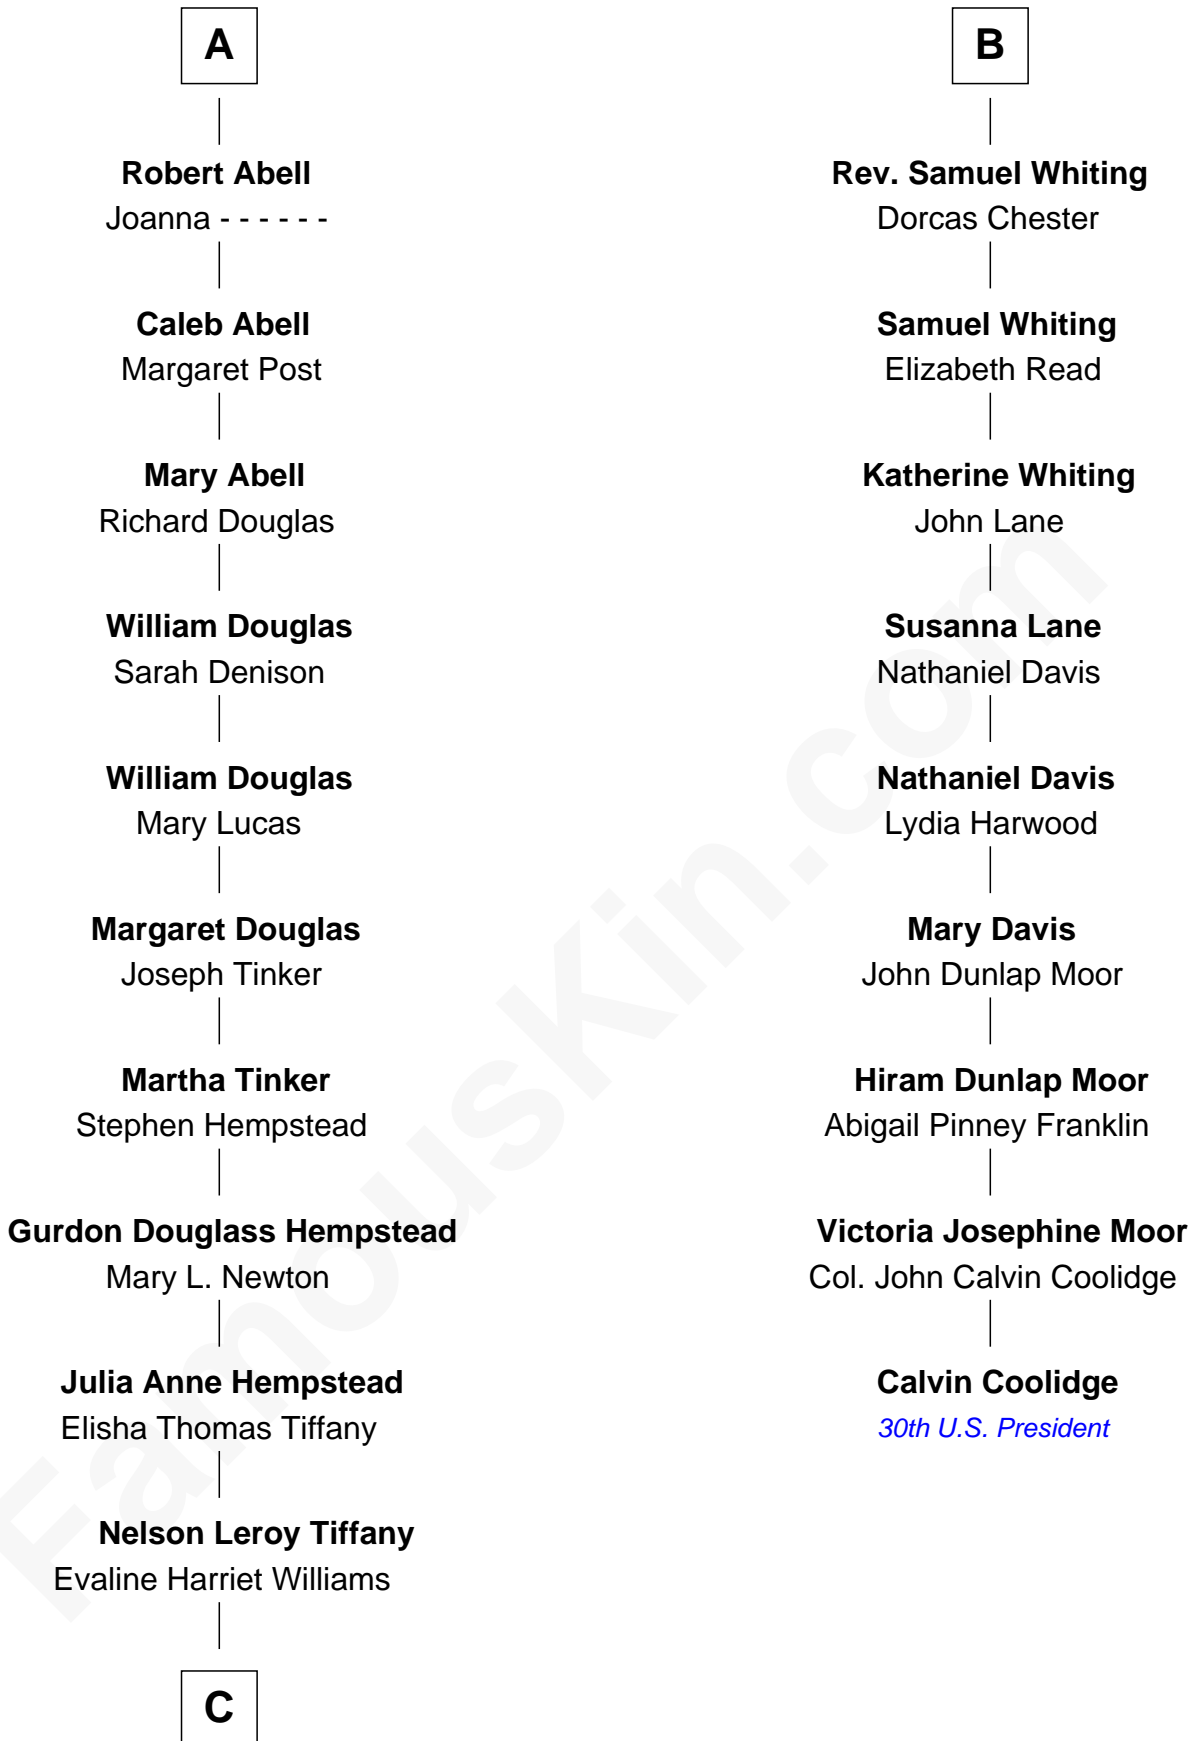 A
Robert Abell
Joanna - - - - - -
Caleb Abell
Margaret Post
Mary Abell
Richard Douglas
William Douglas
Sarah Denison
William Douglas
Mary Lucas
Margaret Douglas
Joseph Tinker
Martha Tinker
Stephen Hempstead
Gurdon Douglass Hempstead
Mary L. Newton
Julia Anne Hempstead
Elisha Thomas Tiffany
Nelson Leroy Tiffany
Evaline Harriet Williams
C
B
Rev. Samuel Whiting
Dorcas Chester
Samuel Whiting
Elizabeth Read
Katherine Whiting
John Lane
Susanna Lane
Nathaniel Davis
Nathaniel Davis
Lydia Harwood
Mary Davis
John Dunlap Moor
Hiram Dunlap Moor
Abigail Pinney Franklin
Victoria Josephine Moor
Col. John Calvin Coolidge
Calvin Coolidge
30th U.S. President
FamousKin.com